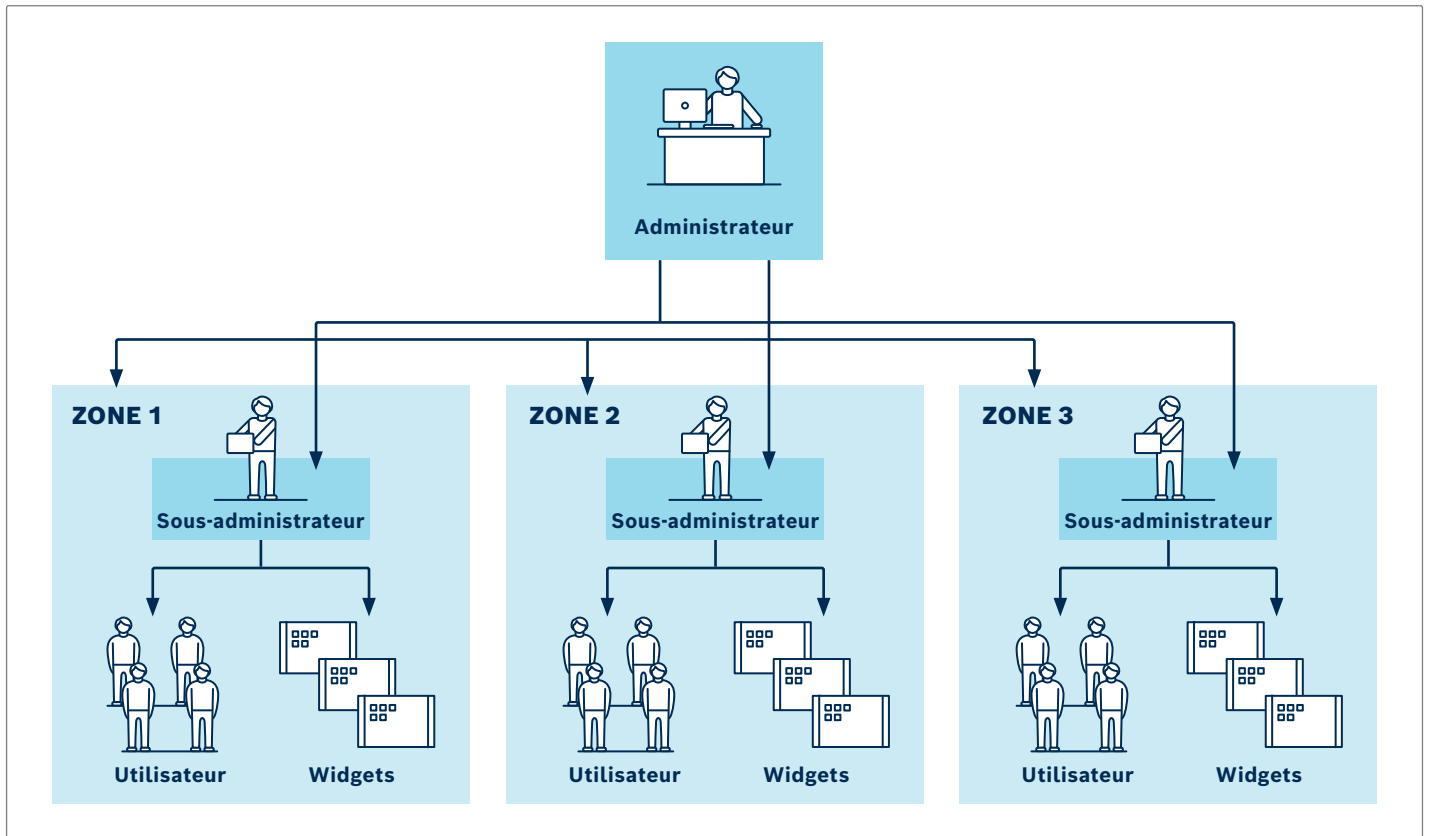 Administrateur
ZONE 1
Sous-administrateur
Utilisateur
Widgets
ZONE 2
Sous-administrateur
Utilisateur
Widgets
ZONE 3
Sous-administrateur
Utilisateur
Widgets